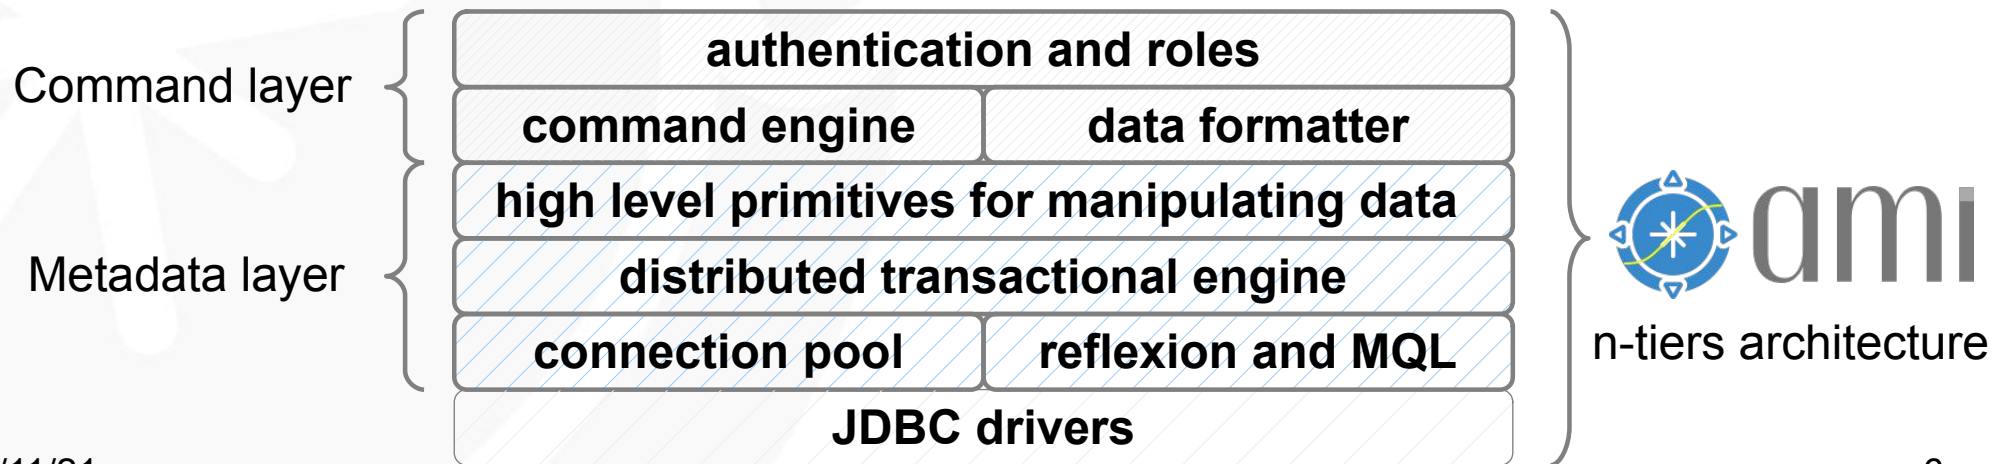 authentication and roles
Command layer
command engine
data formatter
high level primitives for manipulating data
Metadata layer
distributed transactional engine
ami
connection pool
reflexion and MQL
n-tiers architecture
JDBC drivers